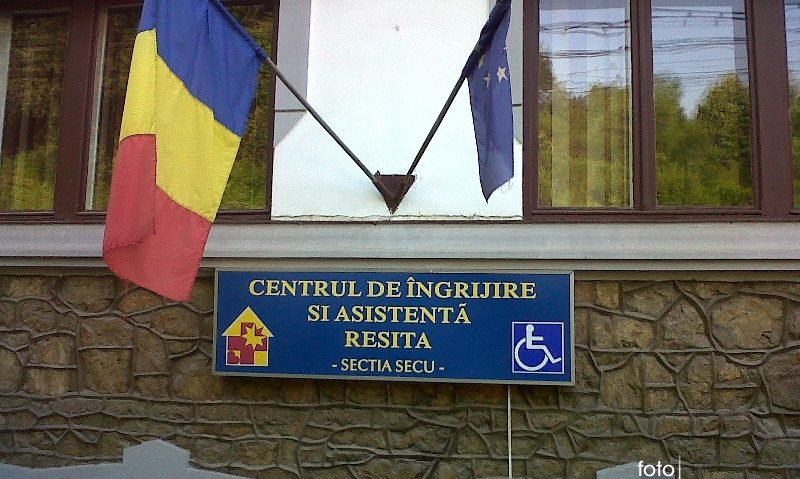 CENTRUL DE ÎNGRIJIRE
SI ASISTENTĂ
RESITA
- SECTIA SECU -
foto